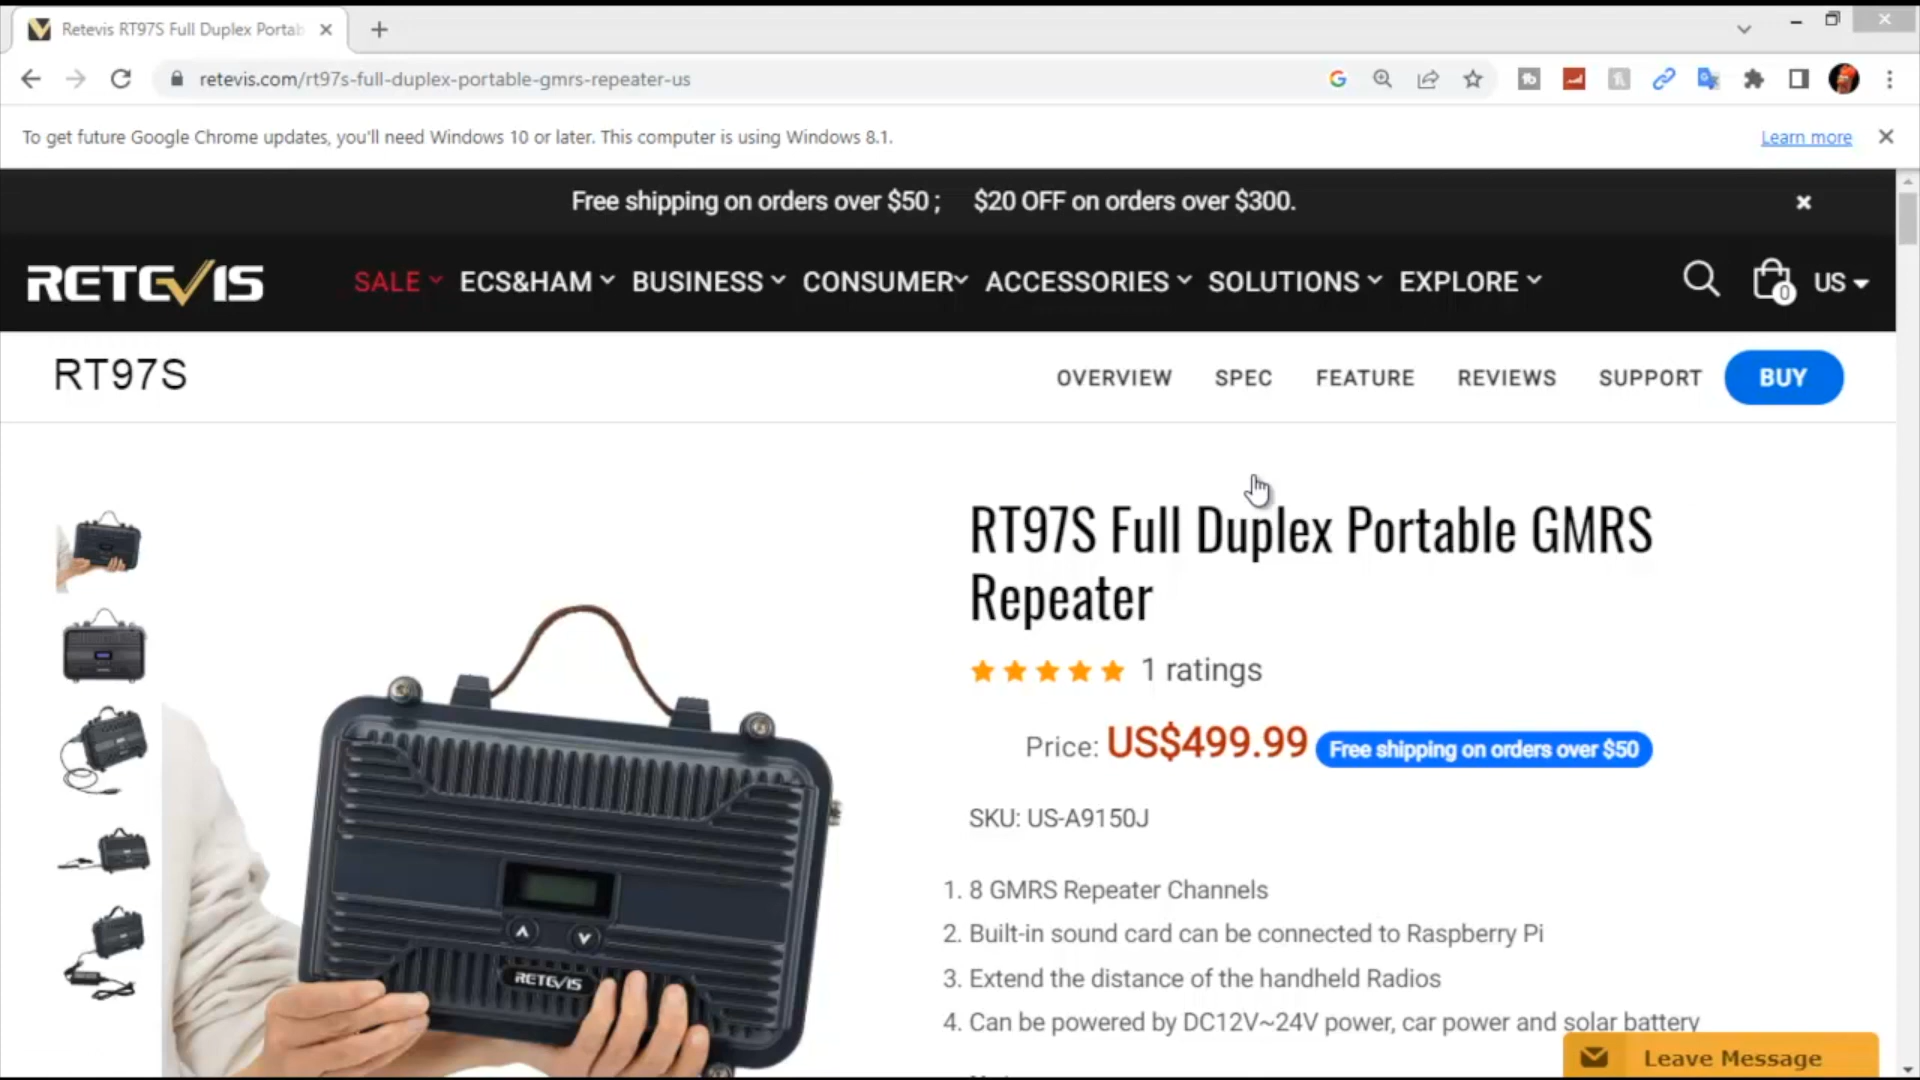 Retevis RT97S Full Duplex Portab
retevis.com/rt97s-full-duplex-portable-gmrs-repeater-us
To get future Google Chrome updates, you'll need Windows 10 or later. This computer is using Windows 8.1.
Learn more
Free shipping on orders over $50 ; $20 OFF on orders over $300.
RETEVIS
SALE ECS&HAM BUSINESS CONSUMER ACCESSORIES SOLUTIONS EXPLORE
0
US
RT97S
OVERVIEW SPEC FEATURE REVIEWS SUPPORT BUY
RT97S Full Duplex Portable GMRS
Repeater
1 ratings
Price: US$499.99 Free shipping on orders over $50
SKU: US-A9150J
1. 8 GMRS Repeater Channels
2. Built-in sound card can be connected to Raspberry Pi
3. Extend the distance of the handheld Radios
4. Can be powered by DC12V~24V power, car power and solar battery
RETEVIS
Leave Message